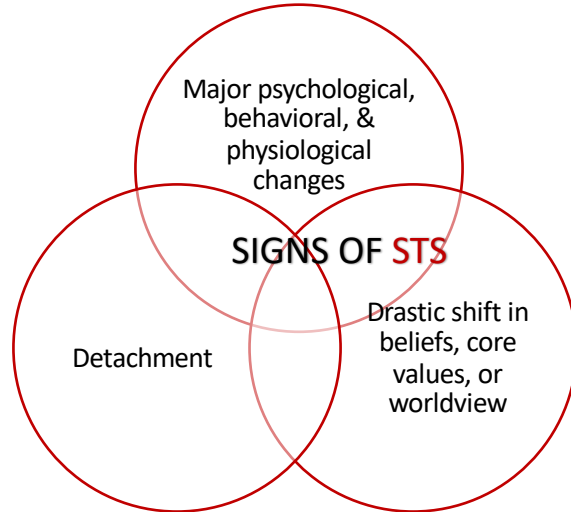 Major psychological,
behavioral, &
physiological
changes
SIGNS OF STS
Detachment
Drastic shift in
beliefs, core
values, or
worldview